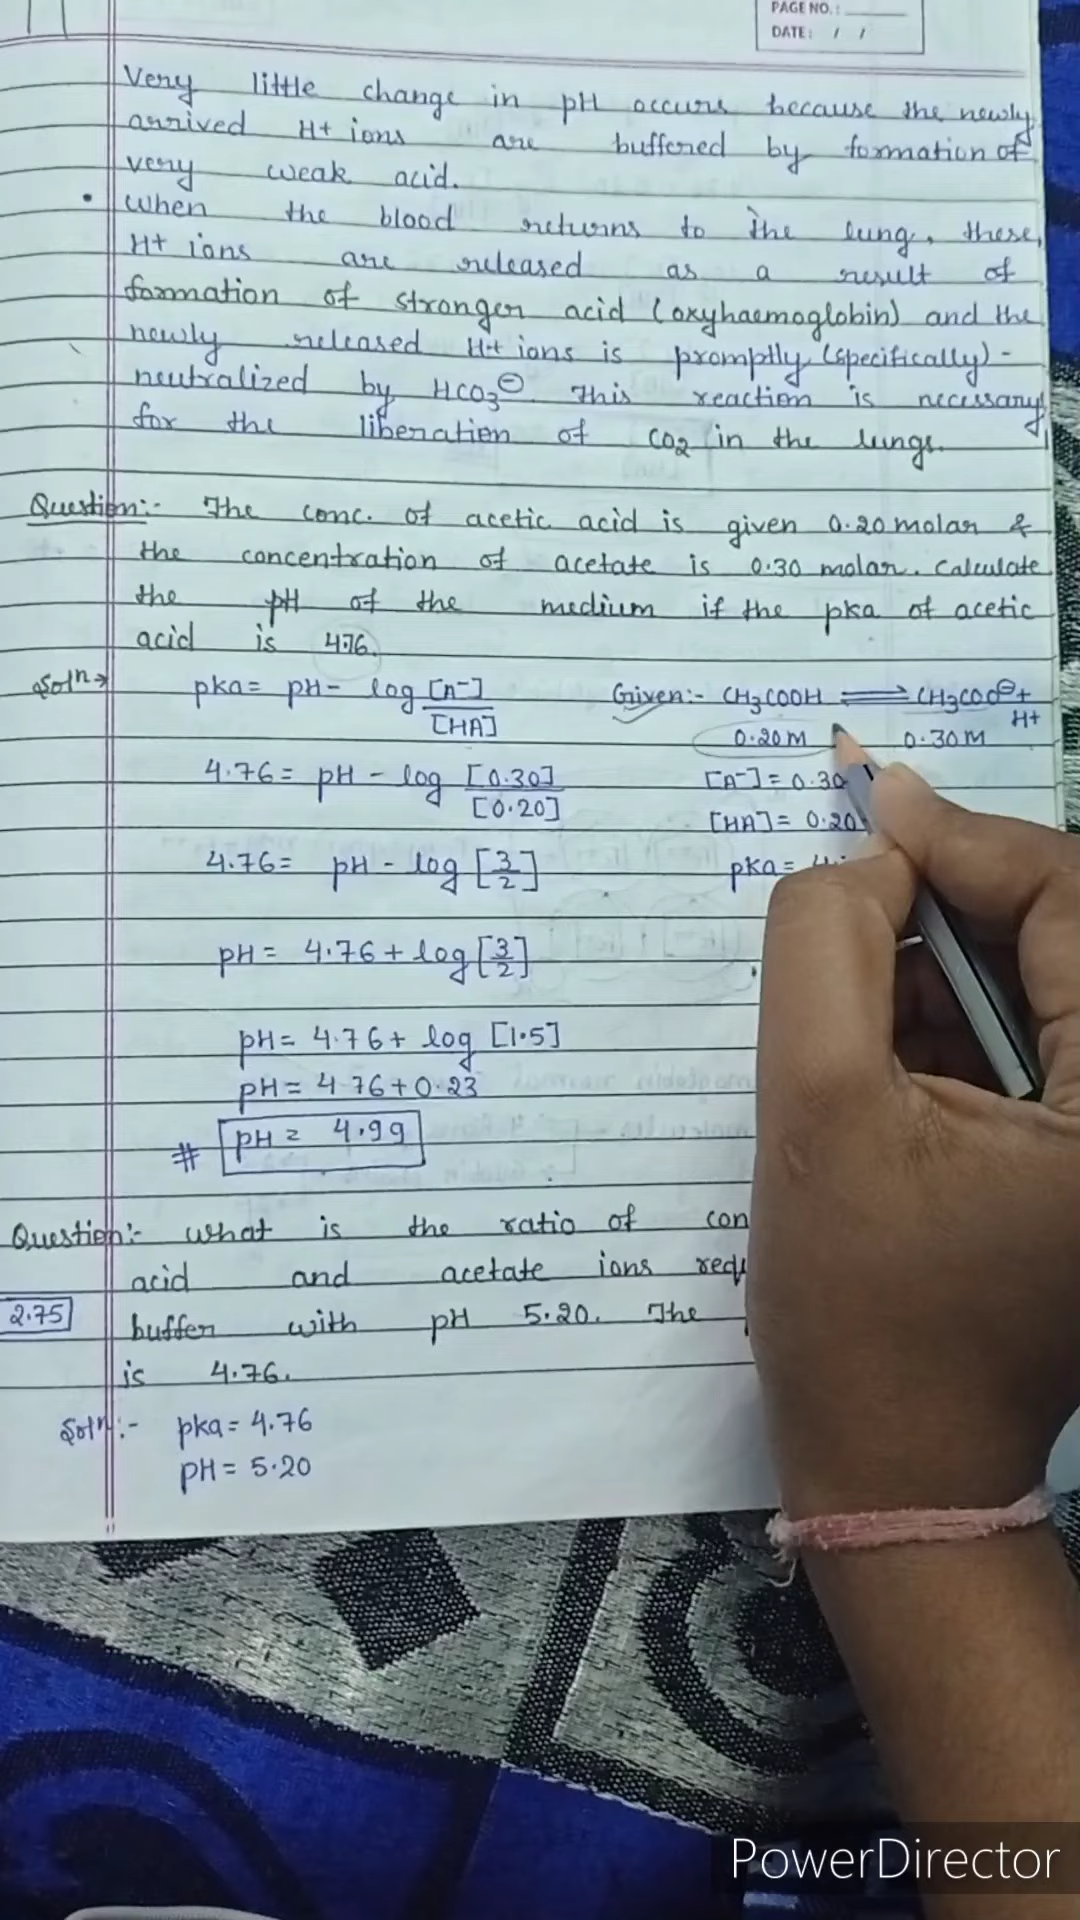 PAGE NO.:
DATE: / /
Very little change in pH occurs because the newly
arrived H+ ions are buffered by formation of
very weak acid.
• When the blood returns to the lung, these,
H+ ions are released as a result of
formation of stronger acid (oxyhaemoglobin) and the
newly released H+ ions is promptly (specifically) -
neutralized by HCO3⊖. This reaction is necessary
for the liberation of CO2 in the lungs.
Question:- The conc. of acetic acid is given 0.20 molar &
the concentration of acetate is 0.30 molar. Calculate
the pH of the medium if the pka of acetic
acid is 4.76.
Solⁿ→ pka= pH- log [A-]/[HA] Given:- CH3COOH ⇌ CH3COO⊖+ H+
0.20M 0.30M
4.76= pH - log [0.30]/[0.20] [A-] = 0.30
[HA] = 0.20
4.76= pH - log [3/2] pka=
pH= 4.76 + log [3/2]
pH= 4.76+ log [1.5]
pH= 4.76+0.23
# pH= 4.99
Question:- What is the ratio of con
acid and acetate ions requ
2.75 buffer with pH 5.20. The
is 4.76.
Solⁿ:- pka= 4.76
pH= 5.20
PowerDirector